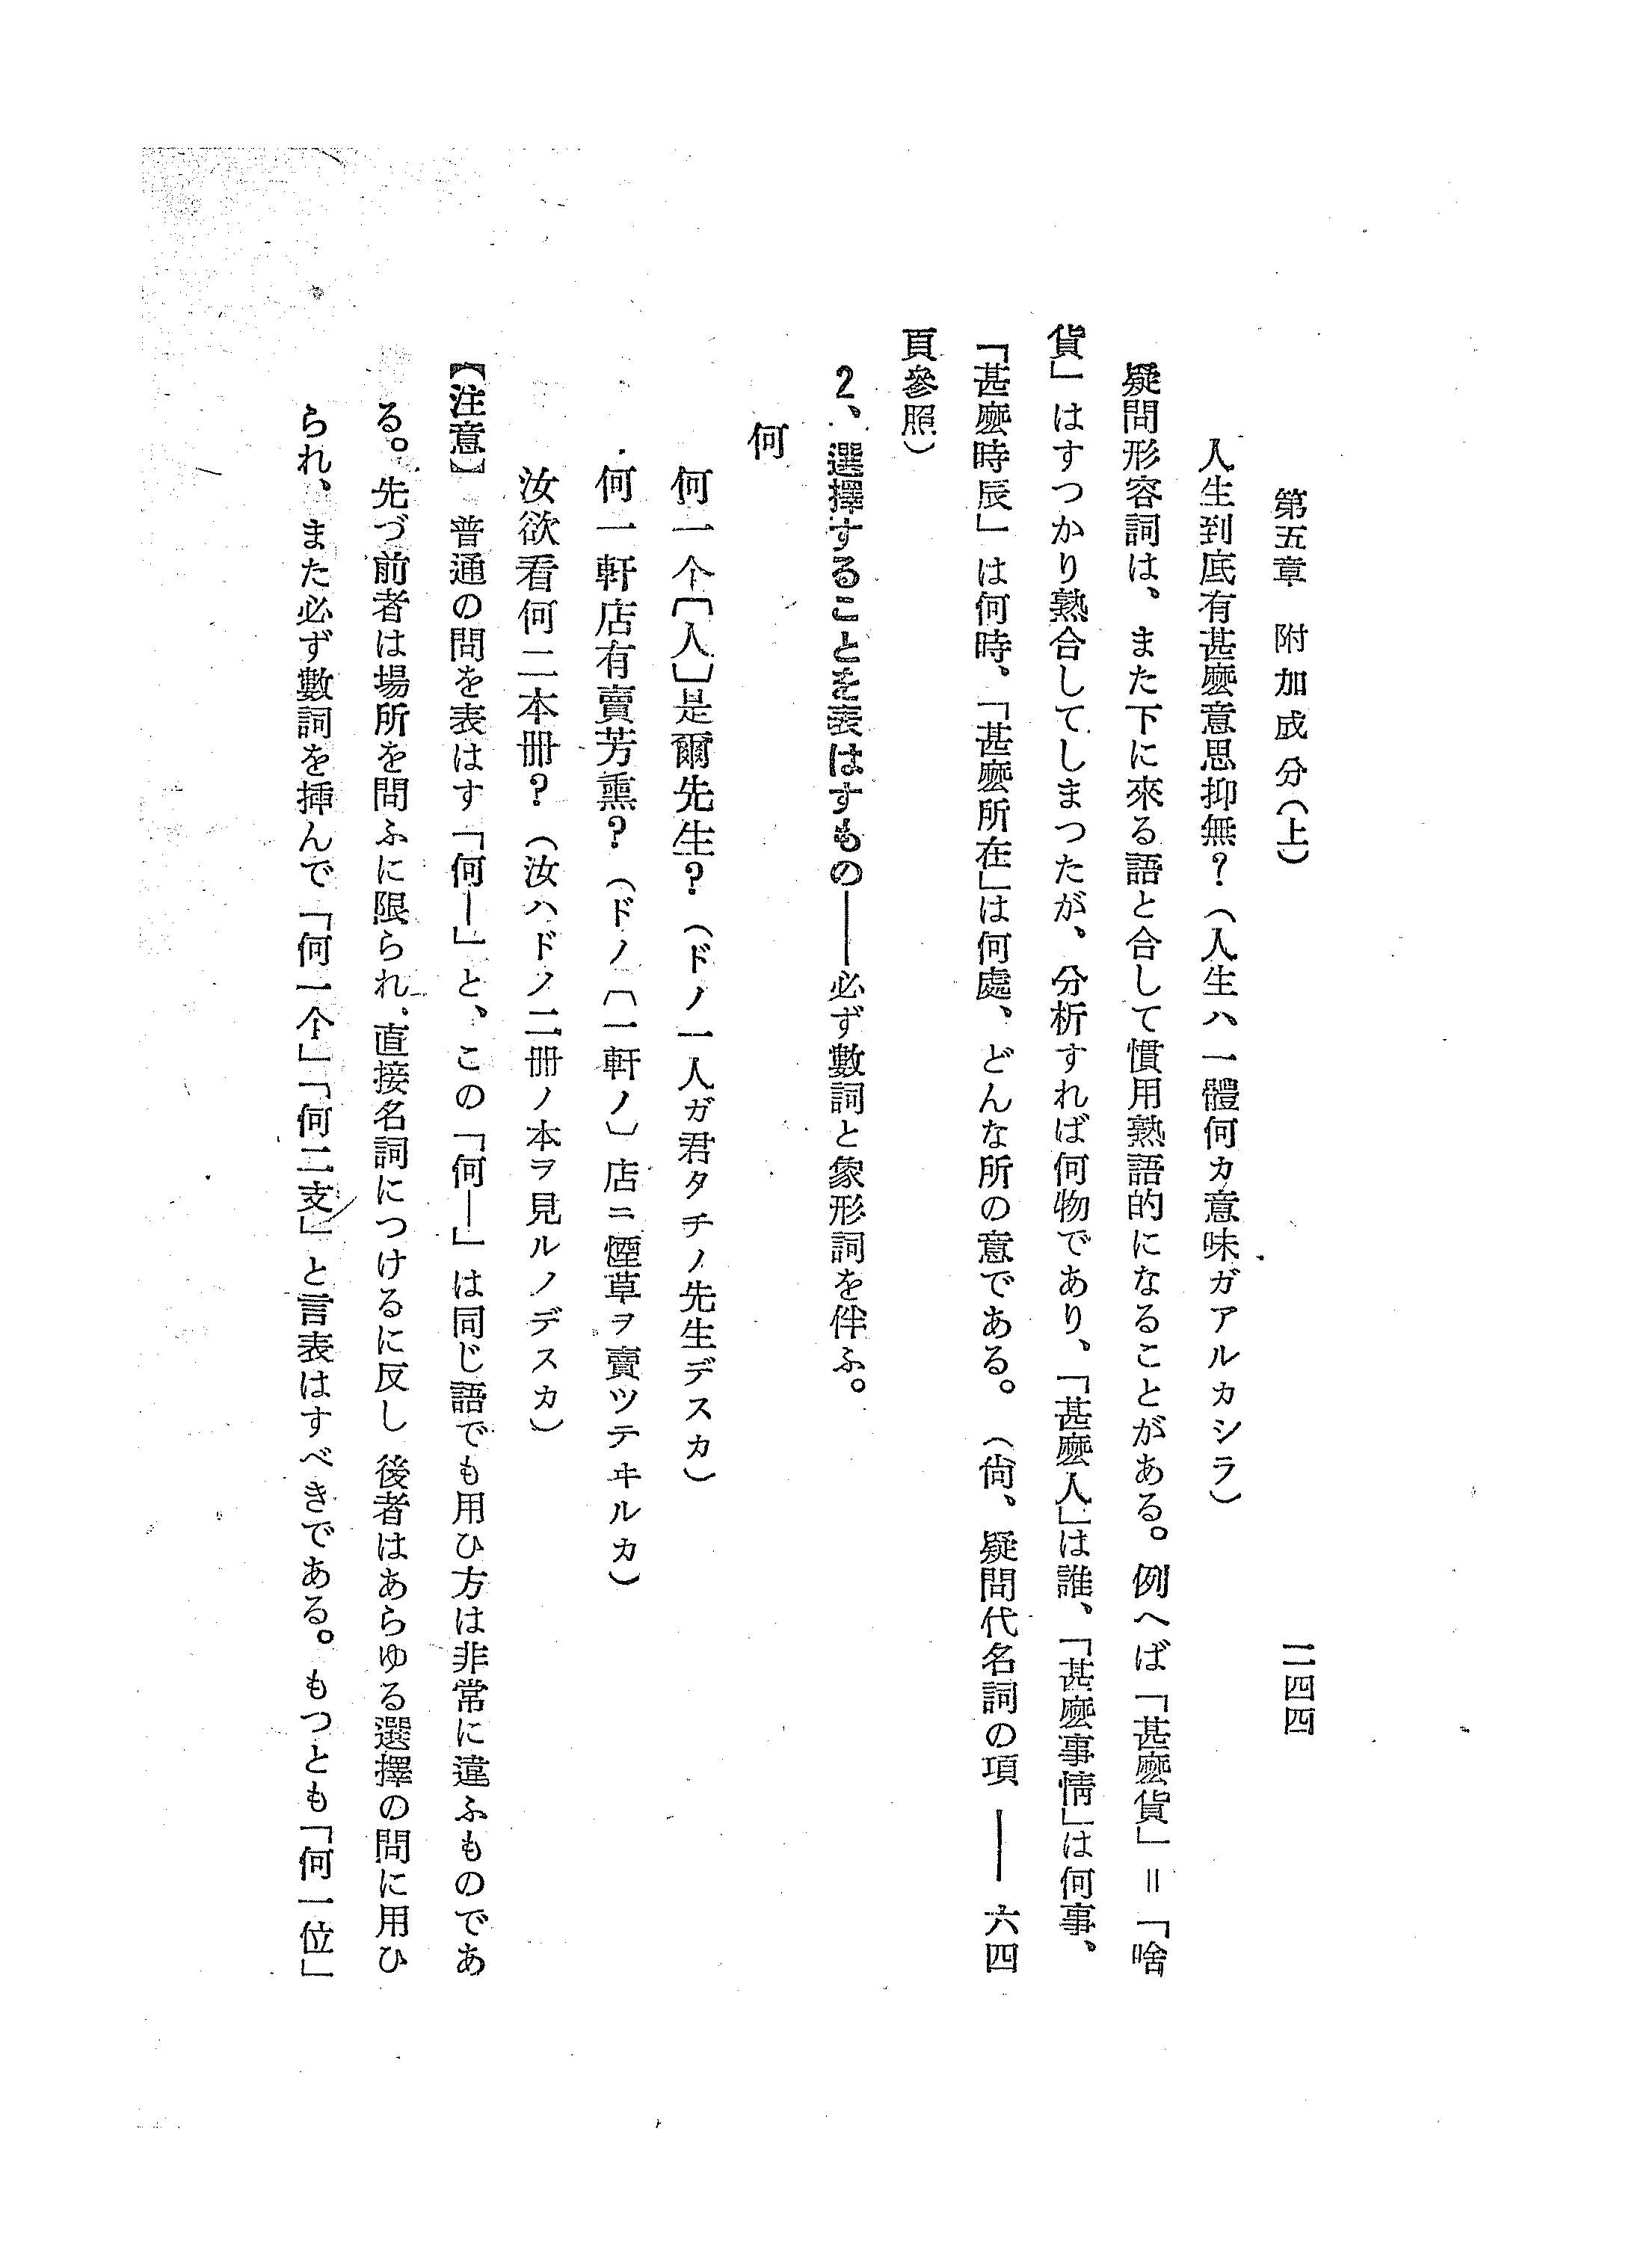 第五章　附加成分（上）
二四四
人生到底有甚麼意思抑無？（人生ハ一體何カ意味ガアルカシラ）
疑問形容詞は、また下に來る語と合して慣用熟語的になることがある。例へば「甚麼貨」＝「啥
貨」はすつかり熟合してしまつたが、分析すれば何物であり、「甚麼人」は誰、「甚麼事情」は何事、
「甚麼時辰」は何時、「甚麼所在」は何處、どんな所の意である。（尙、疑問代名詞の項——六四
頁參照）
2、選擇することを表はすもの——必ず數詞と象形詞を伴ふ。
何
何一个〔人〕是爾先生？（ドノ一人ガ君タチノ先生デスカ）
何一軒店有賣芳熏？（ドノ〔一軒ノ〕店ニ煙草ヲ賣ツテヰルカ）
汝欲看何二本冊？（汝ハドノ二冊ノ本ヲ見ルノデスカ）
【注意】　普通の問を表はす「何—」と、この「何—」は同じ語でも用ひ方は非常に違ふものであ
る。先づ前者は場所を問ふに限られ、直接名詞につけるに反し後者はあらゆる選擇の問に用ひ
られ、また必ず數詞を挿んで「何一个」「何二支」と言表はすべきである。もつとも「何一位」